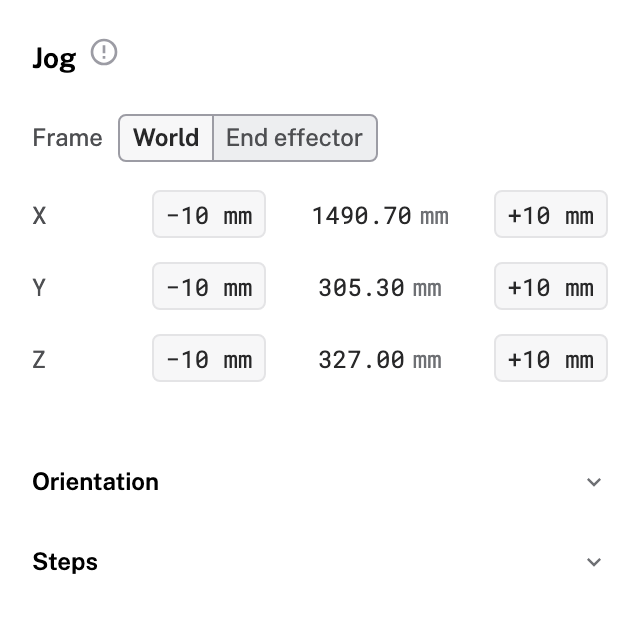 Jog
Frame World End effector
X -10 mm 1490.70 mm +10 mm
Y -10 mm 305.30 mm +10 mm
Z -10 mm 327.00 mm +10 mm
Orientation
Steps